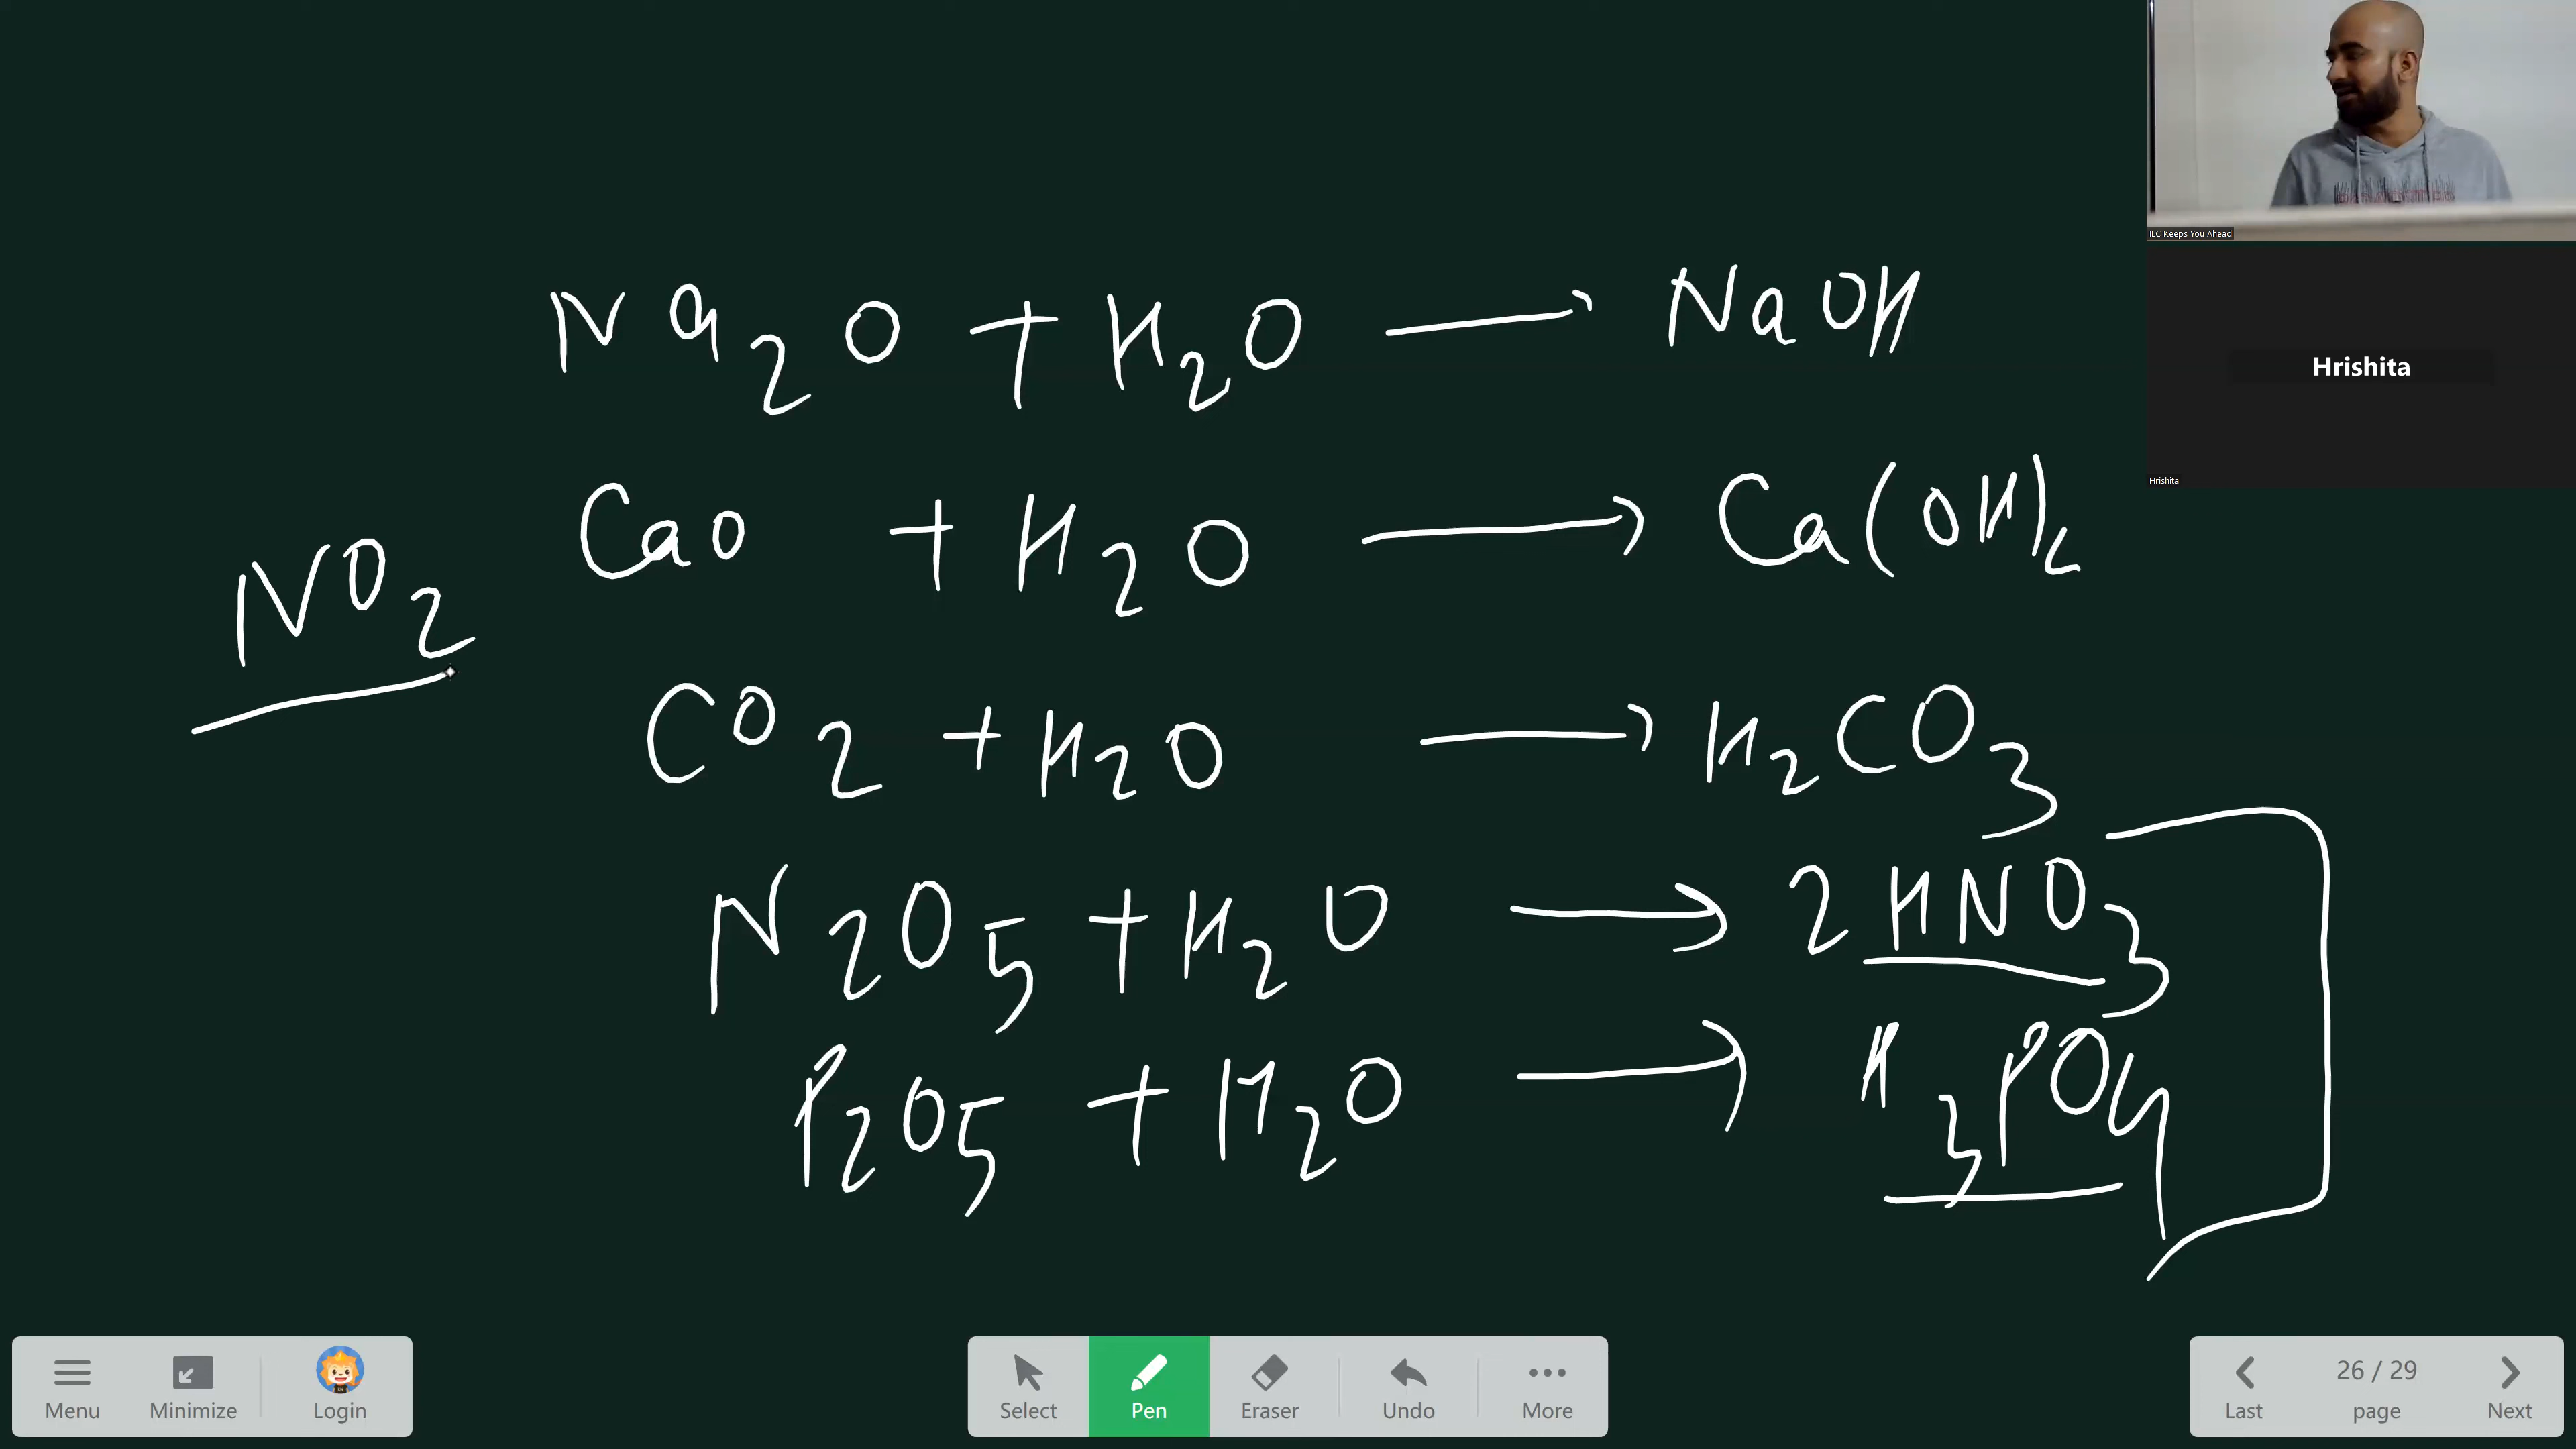 ILC Keeps You Ahead
Hrishita
Hrishita
Na2O + H2O → NaOH
CaO + H2O → Ca(OH)2
NO2
CO2 + H2O → H2CO3
N2O5 + H2O → 2HNO3
P2O5 + H2O → H3PO4
Menu Minimize Login
Select Pen Eraser Undo More
Last 26 / 29 page Next